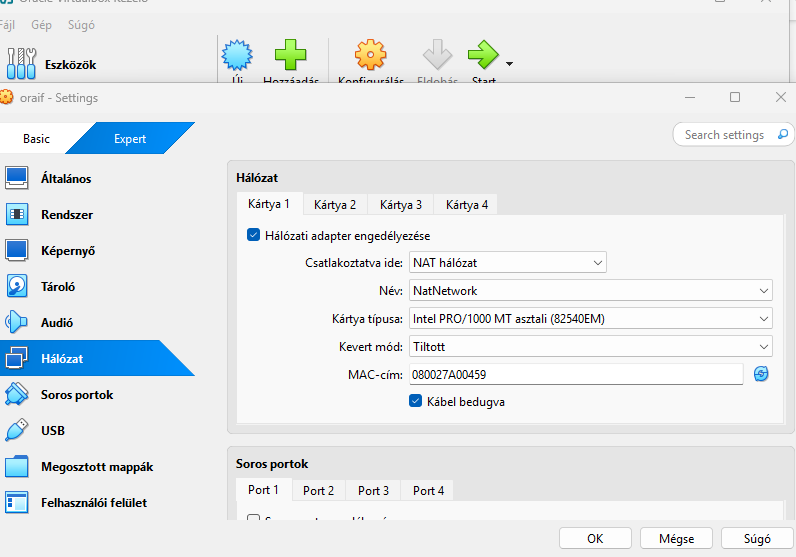 Oracle VirtualBox Kezelő
Fájl Gép Súgó
Eszközök
Új Hozzáadás Konfigurálás Eldobás Start
oraif - Settings
Basic Expert
Search settings
Általános
Rendszer
Képernyő
Tároló
Audió
Hálózat
Soros portok
USB
Megosztott mappák
Felhasználói felület
Hálózat
Kártya 1 Kártya 2 Kártya 3 Kártya 4
Hálózati adapter engedélyezése
Csatlakoztatva ide: NAT hálózat
Név: NatNetwork
Kártya típusa: Intel PRO/1000 MT asztali (82540EM)
Kevert mód: Tiltott
MAC-cím: 080027A00459
Kábel bedugva
Soros portok
Port 1 Port 2 Port 3 Port 4
OK Mégse Súgó